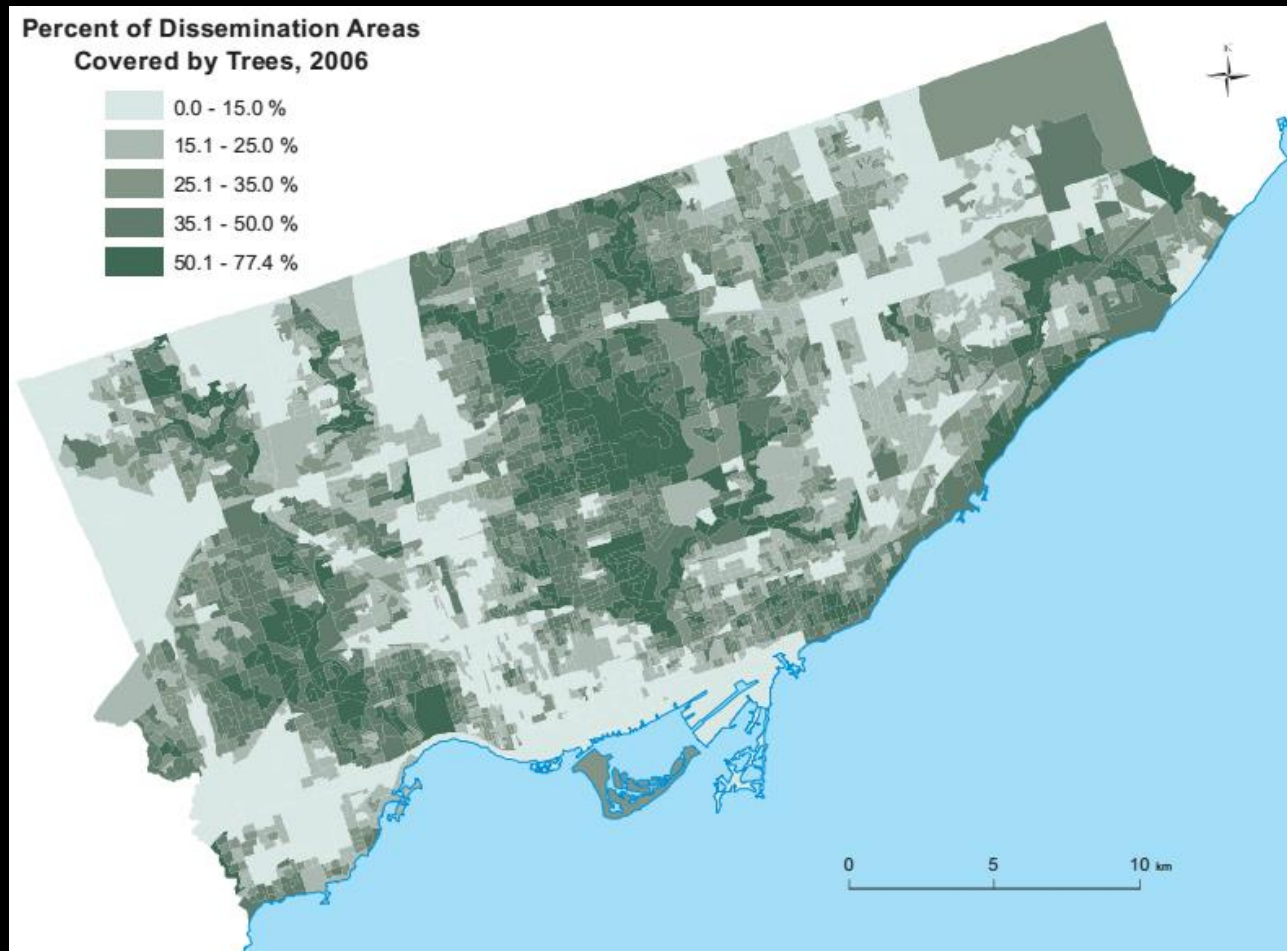 Percent of Dissemination Areas
Covered by Trees, 2006
0.0 - 15.0 %
15.1 - 25.0 %
25.1 - 35.0 %
35.1 - 50.0 %
50.1 - 77.4 %
0 5 10 km